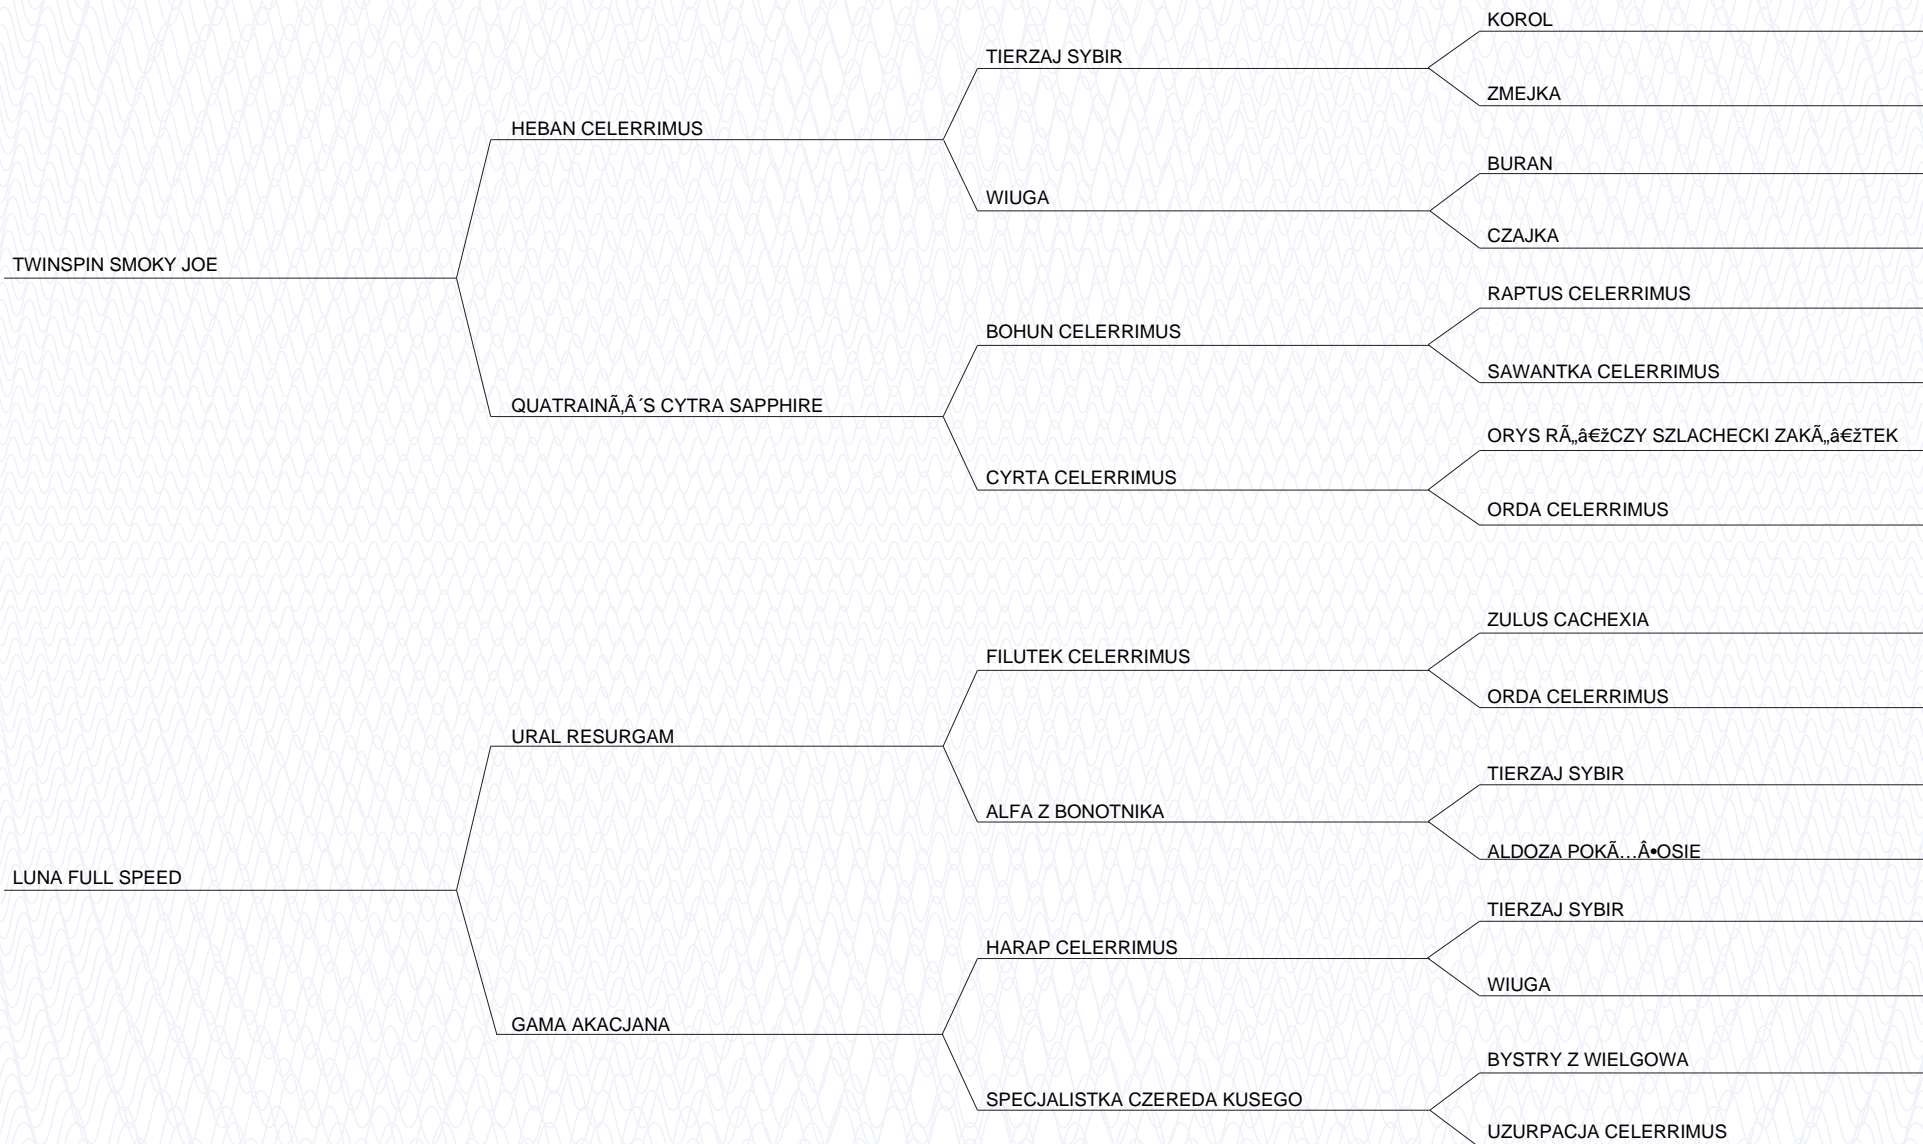 KOROL
TIERZAJ SYBIR
ZMEJKA
HEBAN CELERRIMUS
BURAN
WIUGA
CZAJKA
TWINSPIN SMOKY JOE
RAPTUS CELERRIMUS
BOHUN CELERRIMUS
SAWANTKA CELERRIMUS
QUATRAINÃ‚Â´S CYTRA SAPPHIRE
ORYS RÃ„â€žCZY SZLACHECKI ZAKÃ„â€žTEK
CYRTA CELERRIMUS
ORDA CELERRIMUS
ZULUS CACHEXIA
FILUTEK CELERRIMUS
ORDA CELERRIMUS
URAL RESURGAM
TIERZAJ SYBIR
ALFA Z BONOTNIKA
ALDOZA POKÃ…Â•OSIE
LUNA FULL SPEED
TIERZAJ SYBIR
HARAP CELERRIMUS
WIUGA
GAMA AKACJANA
BYSTRY Z WIELGOWA
SPECJALISTKA CZEREDA KUSEGO
UZURPACJA CELERRIMUS